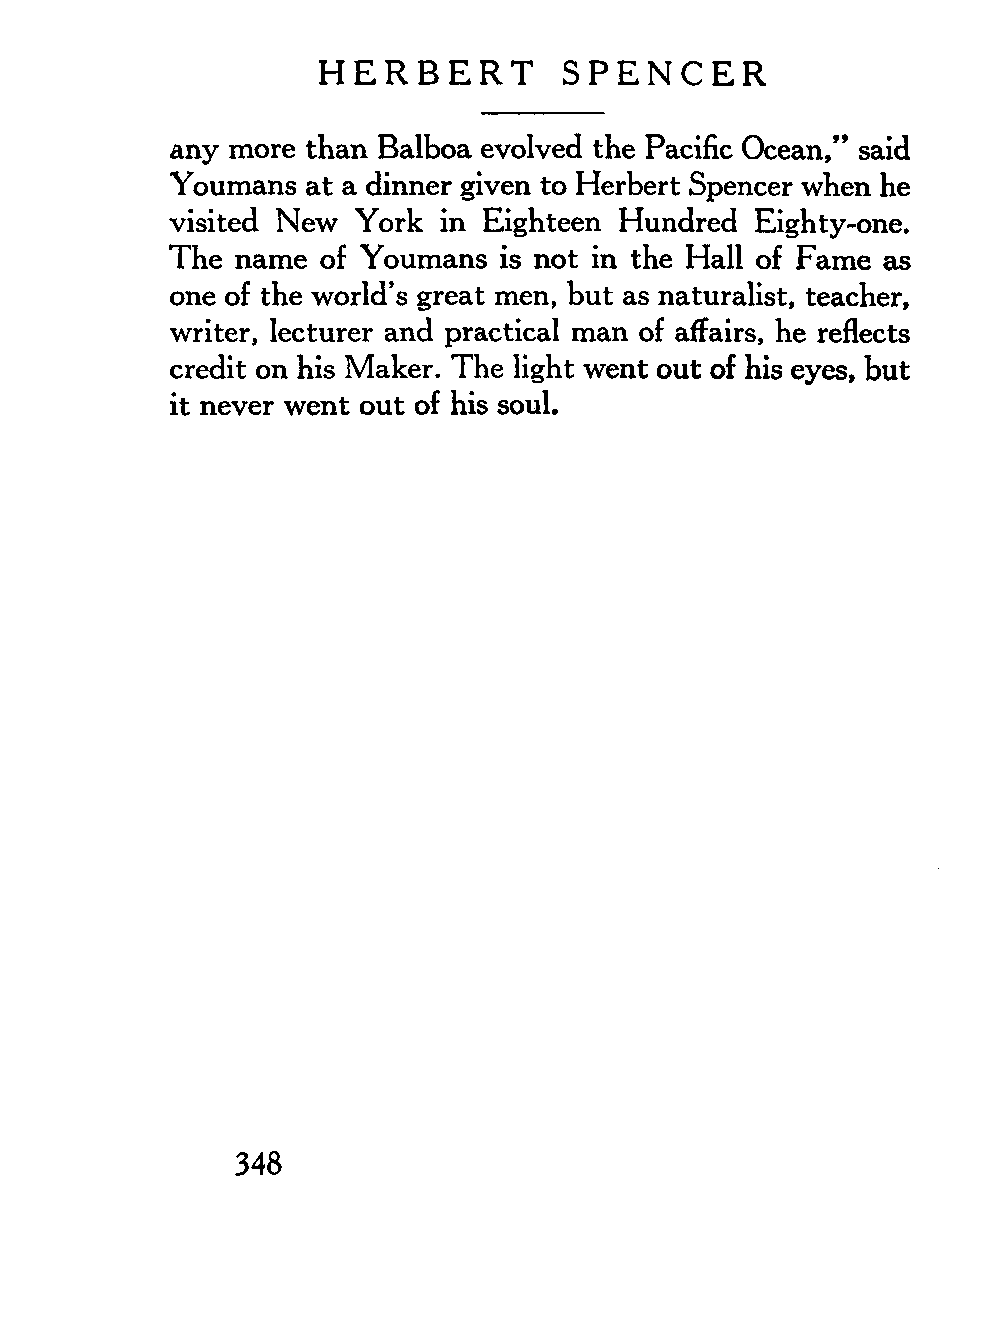 HERBERT SPENCER
any more than Balboa evolved the Pacific Ocean,” said
Youmans at a dinner given to Herbert Spencer when he
visited New York in Eighteen Hundred Eighty-one.
The name of Youmans is not in the Hall of Fame as
one of the world's great men, but as naturalist, teacher,
writer, lecturer and practical man of affairs, he reflects
credit on his Maker. The light went out of his eyes, but
it never went out of his soul.
348